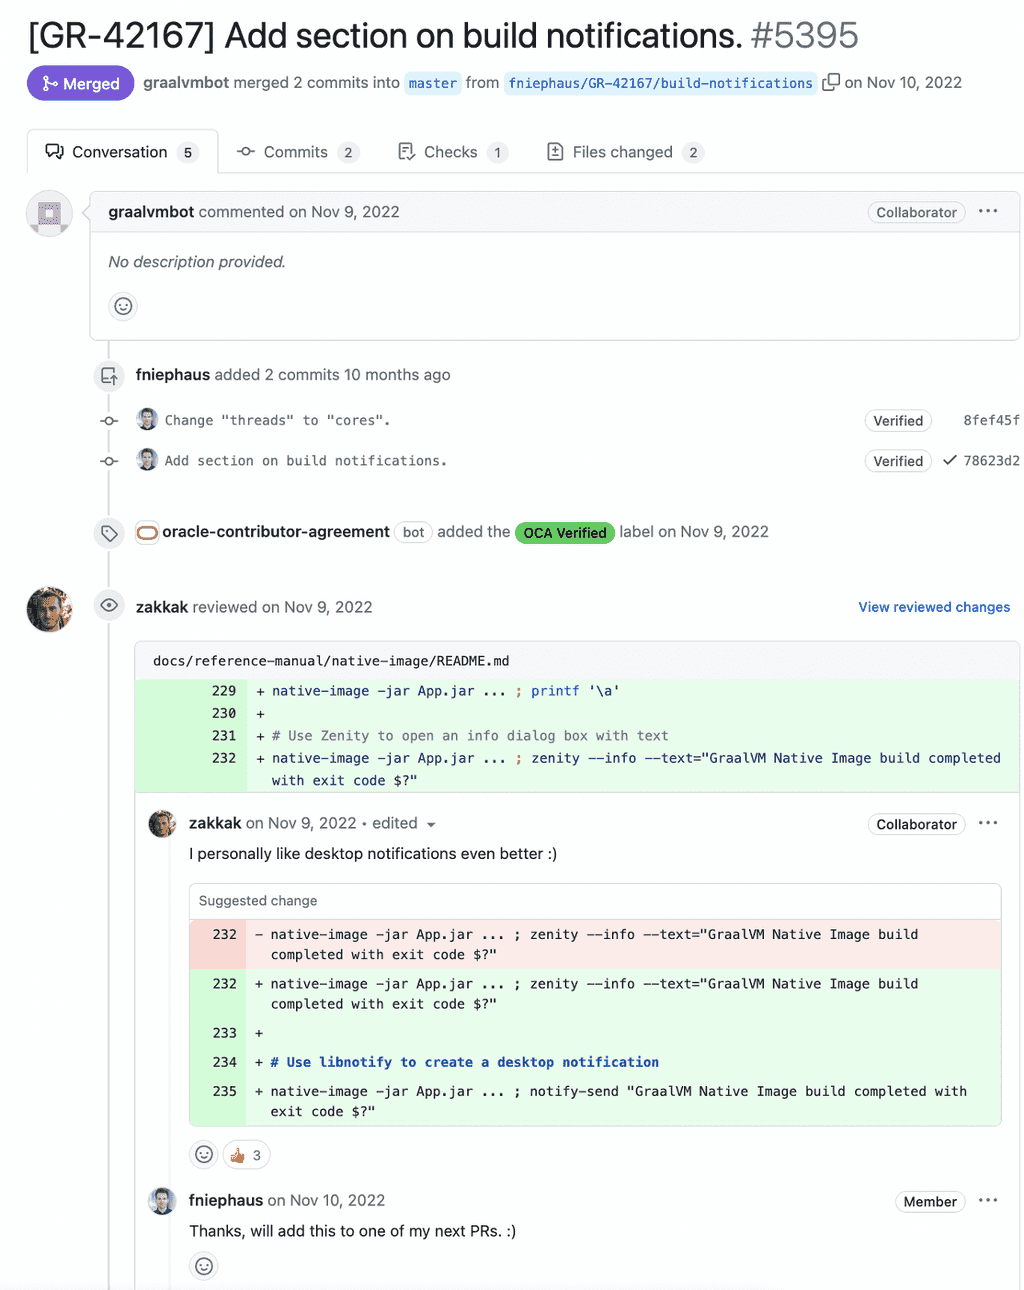 [GR-42167] Add section on build notifications. #5395
Merged graalvmbot merged 2 commits into master from fniephaus/GR-42167/build-notifications on Nov 10, 2022
Conversation 5 Commits 2 Checks 1 Files changed 2
graalvmbot commented on Nov 9, 2022 Collaborator ...
No description provided.
fniephaus added 2 commits 10 months ago
Change "threads" to "cores". Verified 8fef45f
Add section on build notifications. Verified 78623d2
oracle-contributor-agreement bot added the OCA Verified label on Nov 9, 2022
zakkak reviewed on Nov 9, 2022 View reviewed changes
docs/reference-manual/native-image/README.md
229 + native-image -jar App.jar ... ; printf '\a'
230 +
231 + # Use Zenity to open an info dialog box with text
232 + native-image -jar App.jar ... ; zenity --info --text="GraalVM Native Image build completed
with exit code $?"
zakkak on Nov 9, 2022 • edited Collaborator ...
I personally like desktop notifications even better :)
Suggested change
232 - native-image -jar App.jar ... ; zenity --info --text="GraalVM Native Image build
completed with exit code $?"
232 + native-image -jar App.jar ... ; zenity --info --text="GraalVM Native Image build
completed with exit code $?"
233 +
234 + # Use libnotify to create a desktop notification
235 + native-image -jar App.jar ... ; notify-send "GraalVM Native Image build completed with
exit code $?"
3
fniephaus on Nov 10, 2022 Member ...
Thanks, will add this to one of my next PRs. :)